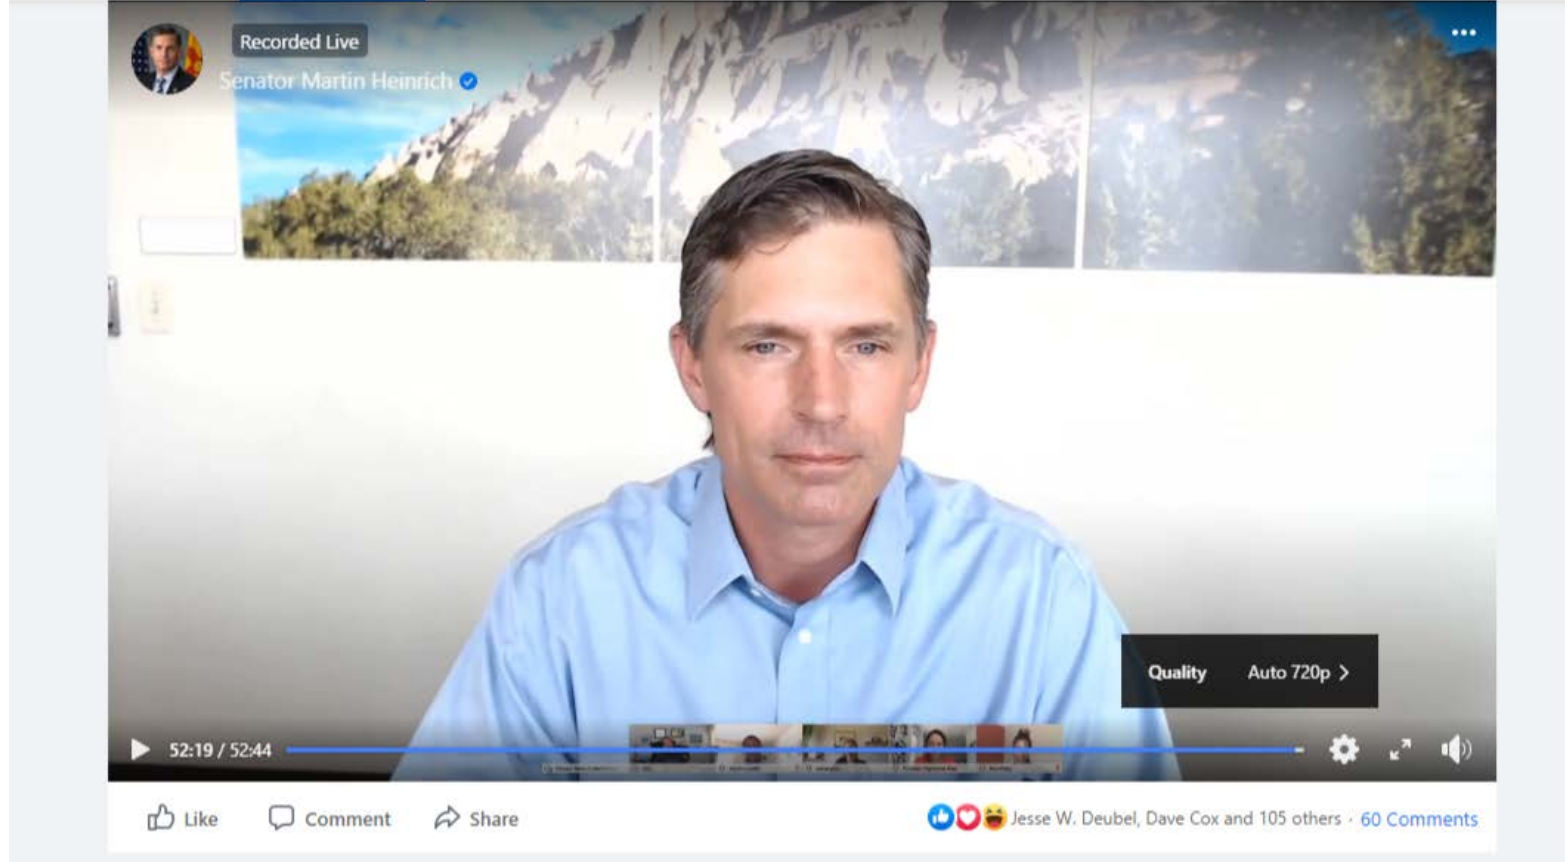 Recorded Live
Senator Martin Heinrich
Quality Auto 720p
52:19 / 52:44
Like Comment Share Jesse W. Deubel, Dave Cox and 105 others · 60 Comments